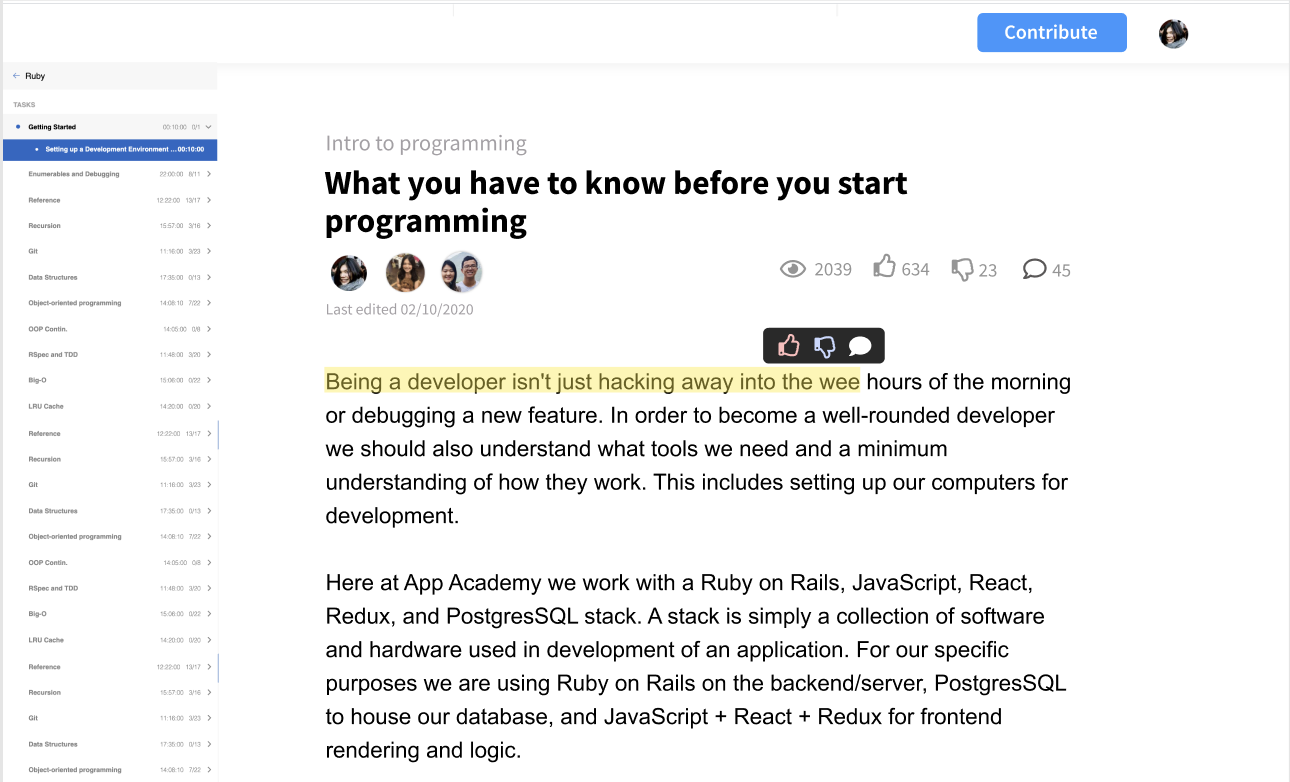 Contribute
Ruby
TASKS
Getting Started 00:10:00 0/1
Setting up a Development Environment ... 00:10:00
Enumerables and Debugging 22:00:00 8/11
Reference 12:22:00 13/17
Recursion 15:57:00 3/16
Git 11:16:00 3/23
Data Structures 17:35:00 0/13
Object-oriented programming 14:08:10 7/22
OOP Contin. 14:05:00 0/8
RSpec and TDD 11:48:00 3/20
Big-O 15:06:00 0/22
LRU Cache 14:20:00 0/20
Reference 12:22:00 13/17
Recursion 15:57:00 3/16
Git 11:16:00 3/23
Data Structures 17:35:00 0/13
Object-oriented programming 14:08:10 7/22
OOP Contin. 14:05:00 0/8
RSpec and TDD 11:48:00 3/20
Big-O 15:06:00 0/22
LRU Cache 14:20:00 0/20
Reference 12:22:00 13/17
Recursion 15:57:00 3/16
Git 11:16:00 3/23
Data Structures 17:35:00 0/13
Object-oriented programming 14:08:10 7/22
Intro to programming
What you have to know before you start
programming
2039 634 23 45
Last edited 02/10/2020
Being a developer isn't just hacking away into the wee hours of the morning
or debugging a new feature. In order to become a well-rounded developer
we should also understand what tools we need and a minimum
understanding of how they work. This includes setting up our computers for
development.
Here at App Academy we work with a Ruby on Rails, JavaScript, React,
Redux, and PostgresSQL stack. A stack is simply a collection of software
and hardware used in development of an application. For our specific
purposes we are using Ruby on Rails on the backend/server, PostgresSQL
to house our database, and JavaScript + React + Redux for frontend
rendering and logic.